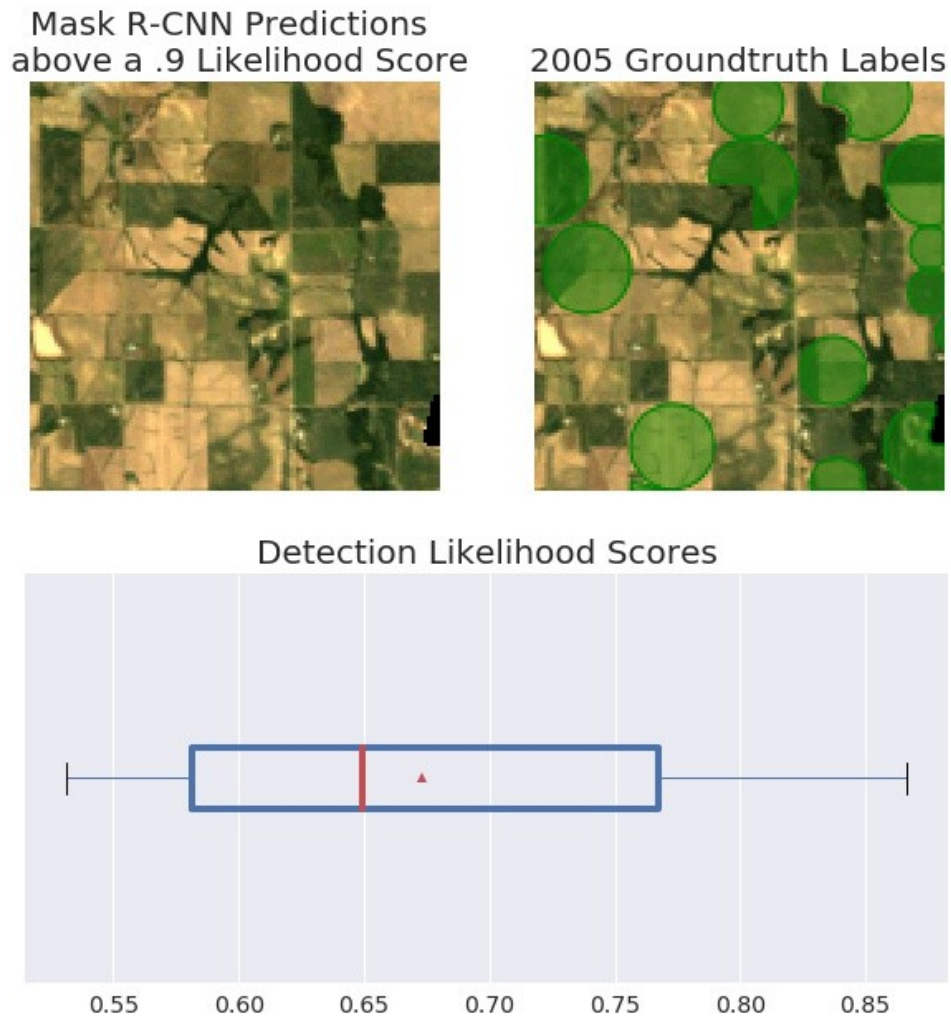 Mask R-CNN Predictions
above a .9 Likelihood Score
2005 Groundtruth Labels
Detection Likelihood Scores
0.55 0.60 0.65 0.70 0.75 0.80 0.85